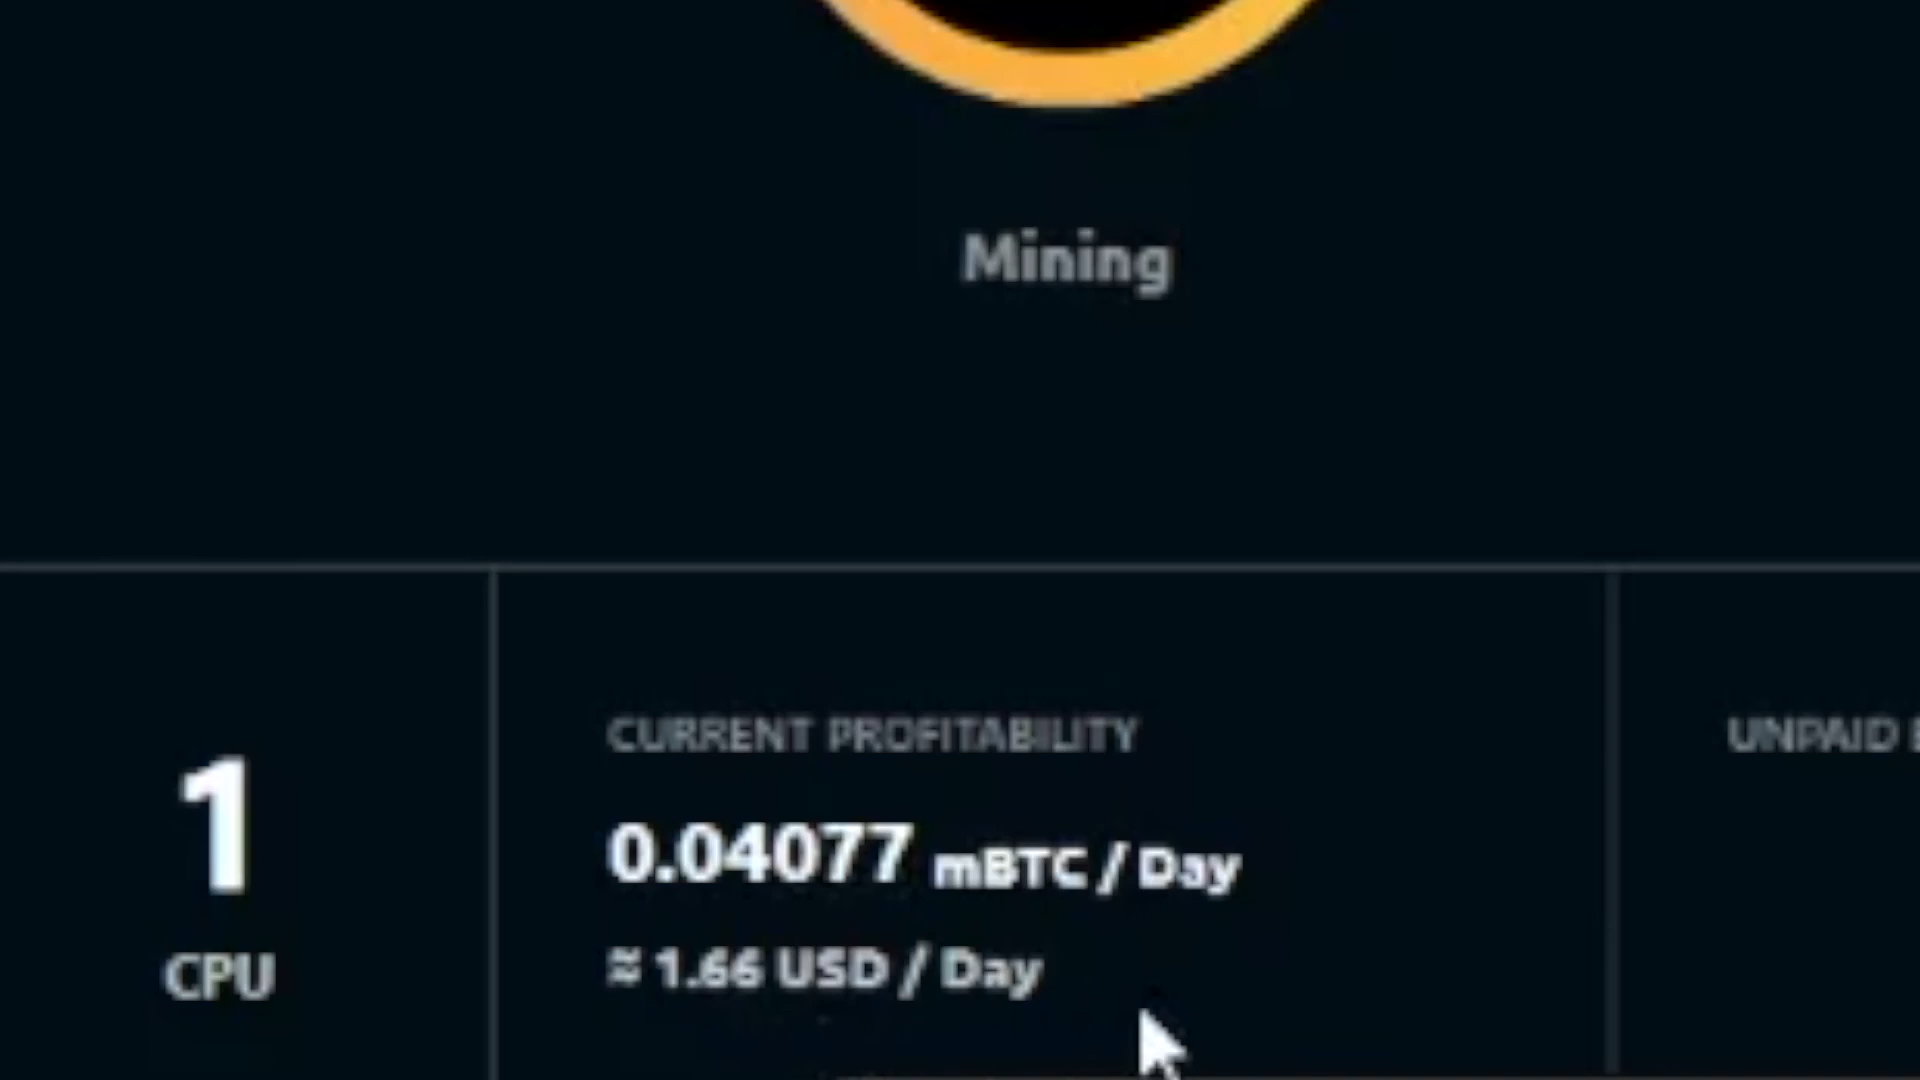 Mining
1
CPU
CURRENT PROFITABILITY
0.04077 mBTC / Day
≈ 1.66 USD / Day
UNPAID